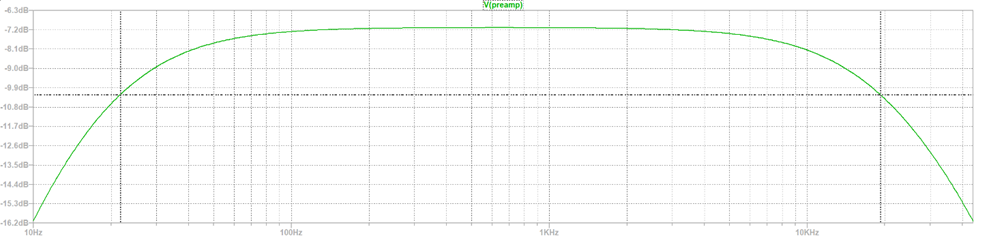 V(preamp)
-6.3dB
-7.2dB
-8.1dB
-9.0dB
-9.9dB
-10.8dB
-11.7dB
-12.6dB
-13.5dB
-14.4dB
-15.3dB
-16.2dB
10Hz 100Hz 1KHz 10KHz